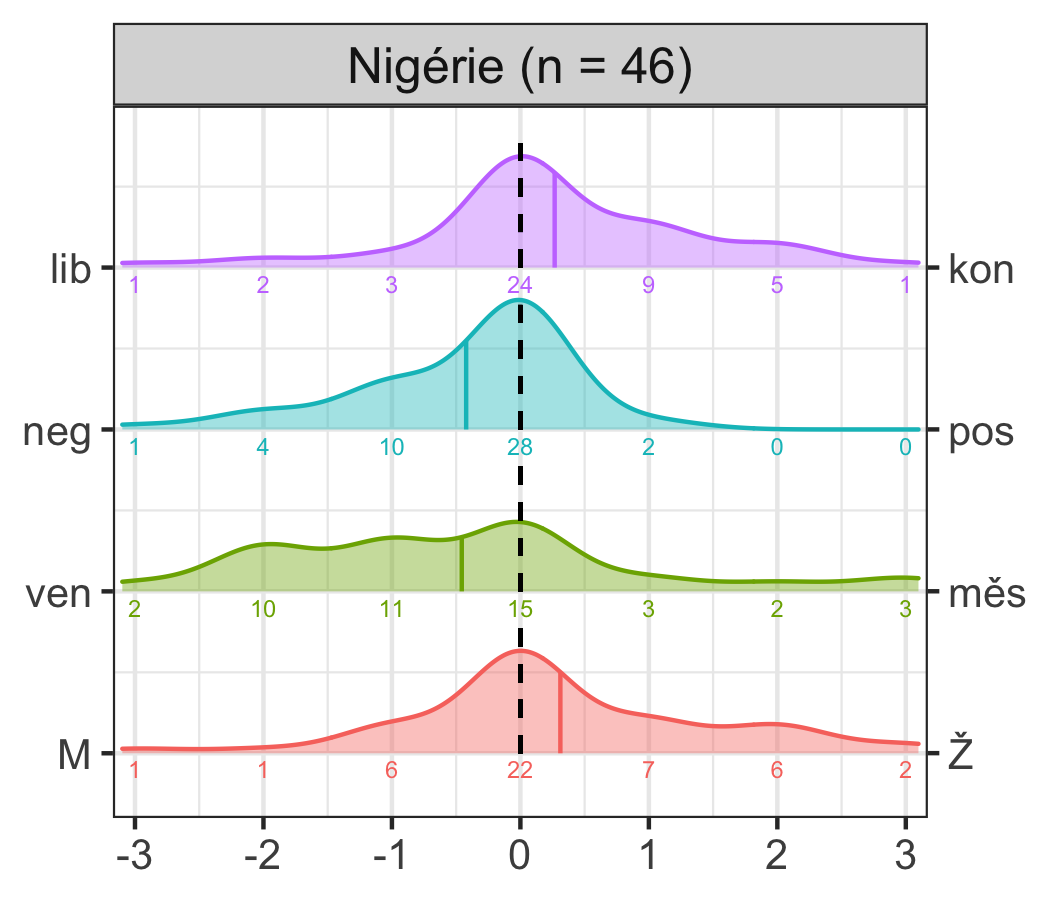 Nigérie (n = 46)
lib kon
1 2 3 24 9 5 1
neg pos
1 4 10 28 2 0 0
ven měs
2 10 11 15 3 2 3
M Ž
1 1 6 22 7 6 2
-3 -2 -1 0 1 2 3